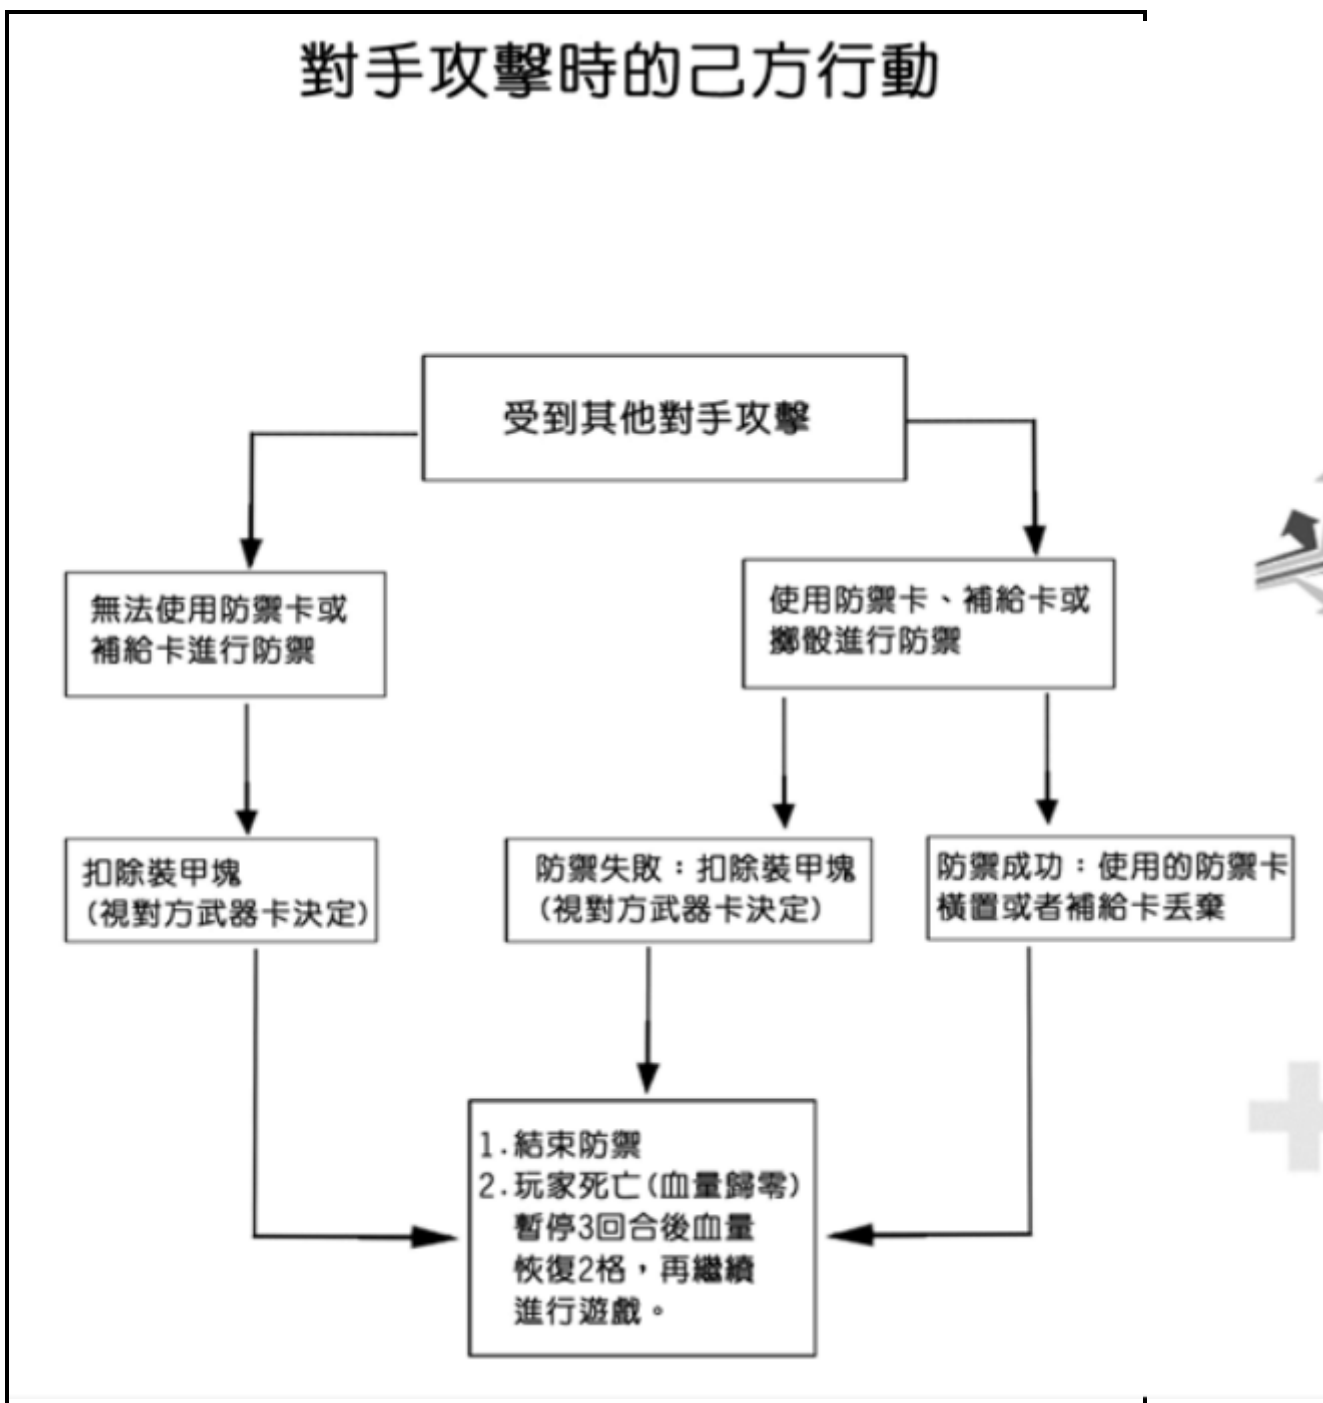 對手攻擊時的己方行動
受到其他對手攻擊
無法使用防禦卡或
補給卡進行防禦
使用防禦卡、補給卡或
擲骰進行防禦
扣除裝甲塊
(視對方武器卡決定)
防禦失敗：扣除裝甲塊
(視對方武器卡決定)
防禦成功：使用的防禦卡
橫置或者補給卡丟棄
1.結束防禦
2.玩家死亡(血量歸零)
暫停3回合後血量
恢復2格，再繼續
進行遊戲。